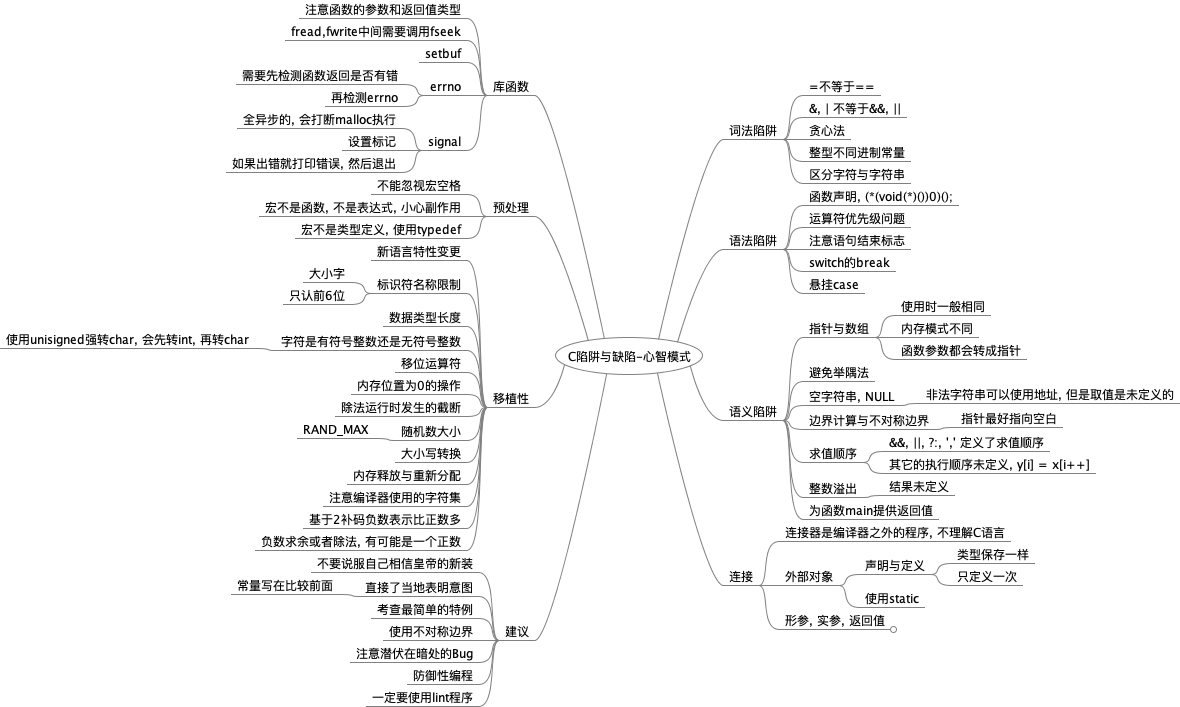 C陷阱与缺陷-心智模式
词法陷阱
=不等于==
&, | 不等于&&, ||
贪心法
整型不同进制常量
区分字符与字符串
语法陷阱
函数声明, (*(void(*)())0)();
运算符优先级问题
注意语句结束标志
switch的break
悬挂case
语义陷阱
指针与数组
使用时一般相同
内存模式不同
函数参数都会转成指针
避免举隅法
空字符串, NULL
非法字符串可以使用地址, 但是取值是未定义的
边界计算与不对称边界
指针最好指向空白
求值顺序
&&, ||, ?:, ',' 定义了求值顺序
其它的执行顺序未定义, y[i] = x[i++]
整数溢出
结果未定义
为函数main提供返回值
连接
连接器是编译器之外的程序, 不理解C语言
外部对象
声明与定义
类型保存一样
只定义一次
使用static
形参, 实参, 返回值
库函数
注意函数的参数和返回值类型
fread,fwrite中间需要调用fseek
setbuf
errno
需要先检测函数返回是否有错
再检测errno
signal
全异步的, 会打断malloc执行
设置标记
如果出错就打印错误, 然后退出
预处理
不能忽视宏空格
宏不是函数, 不是表达式, 小心副作用
宏不是类型定义, 使用typedef
移植性
新语言特性变更
标识符名称限制
大小字
只认前6位
数据类型长度
字符是有符号整数还是无符号整数
使用unisigned强转char, 会先转int, 再转char
移位运算符
内存位置为0的操作
除法运行时发生的截断
随机数大小
RAND_MAX
大小写转换
内存释放与重新分配
注意编译器使用的字符集
基于2补码负数表示比正数多
负数求余或者除法, 有可能是一个正数
建议
不要说服自己相信皇帝的新装
直接了当地表明意图
常量写在比较前面
考查最简单的特例
使用不对称边界
注意潜伏在暗处的Bug
防御性编程
一定要使用lint程序